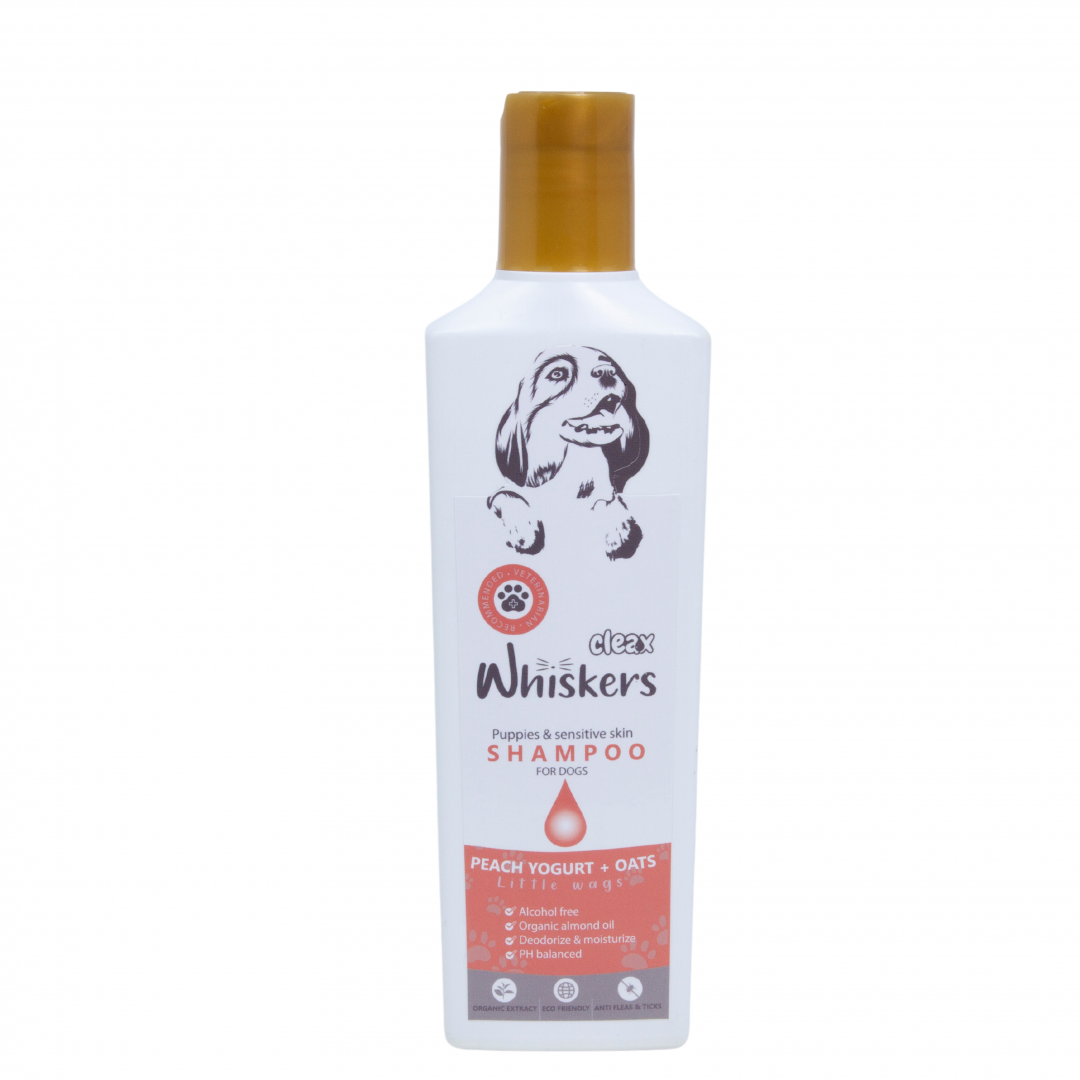 RECOMMENDED • VETERINARIAN •
cleax
Whiskers
Puppies & sensitive skin
SHAMPOO
FOR DOGS
PEACH YOGURT + OATS
Little wags
Alcohol free
Organic almond oil
Deodorize & moisturize
PH balanced
ORGANIC EXTRACT ECO FRIENDLY ANTI FLEAS & TICKS